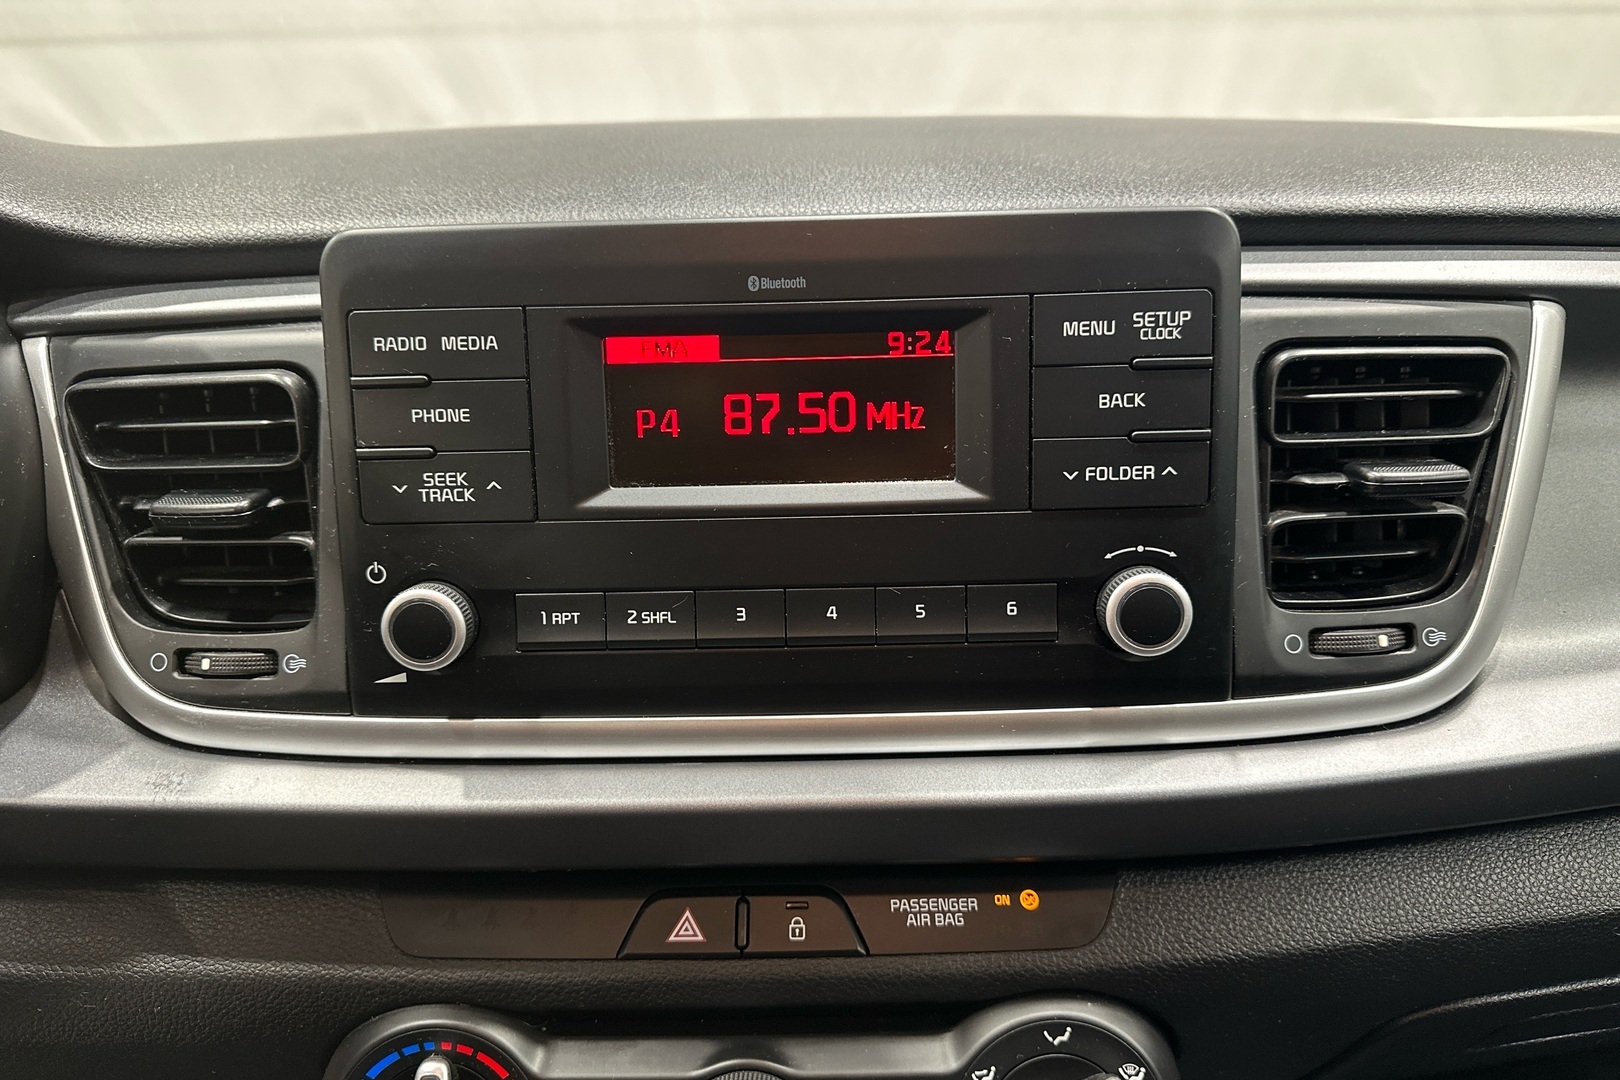 Bluetooth
RADIO MEDIA
PHONE
SEEK
TRACK
FMA 9:24
P4 87.50 MHz
MENU SETUP
CLOCK
BACK
FOLDER
1 RPT 2 SHFL 3 4 5 6
PASSENGER
AIR BAG
ON